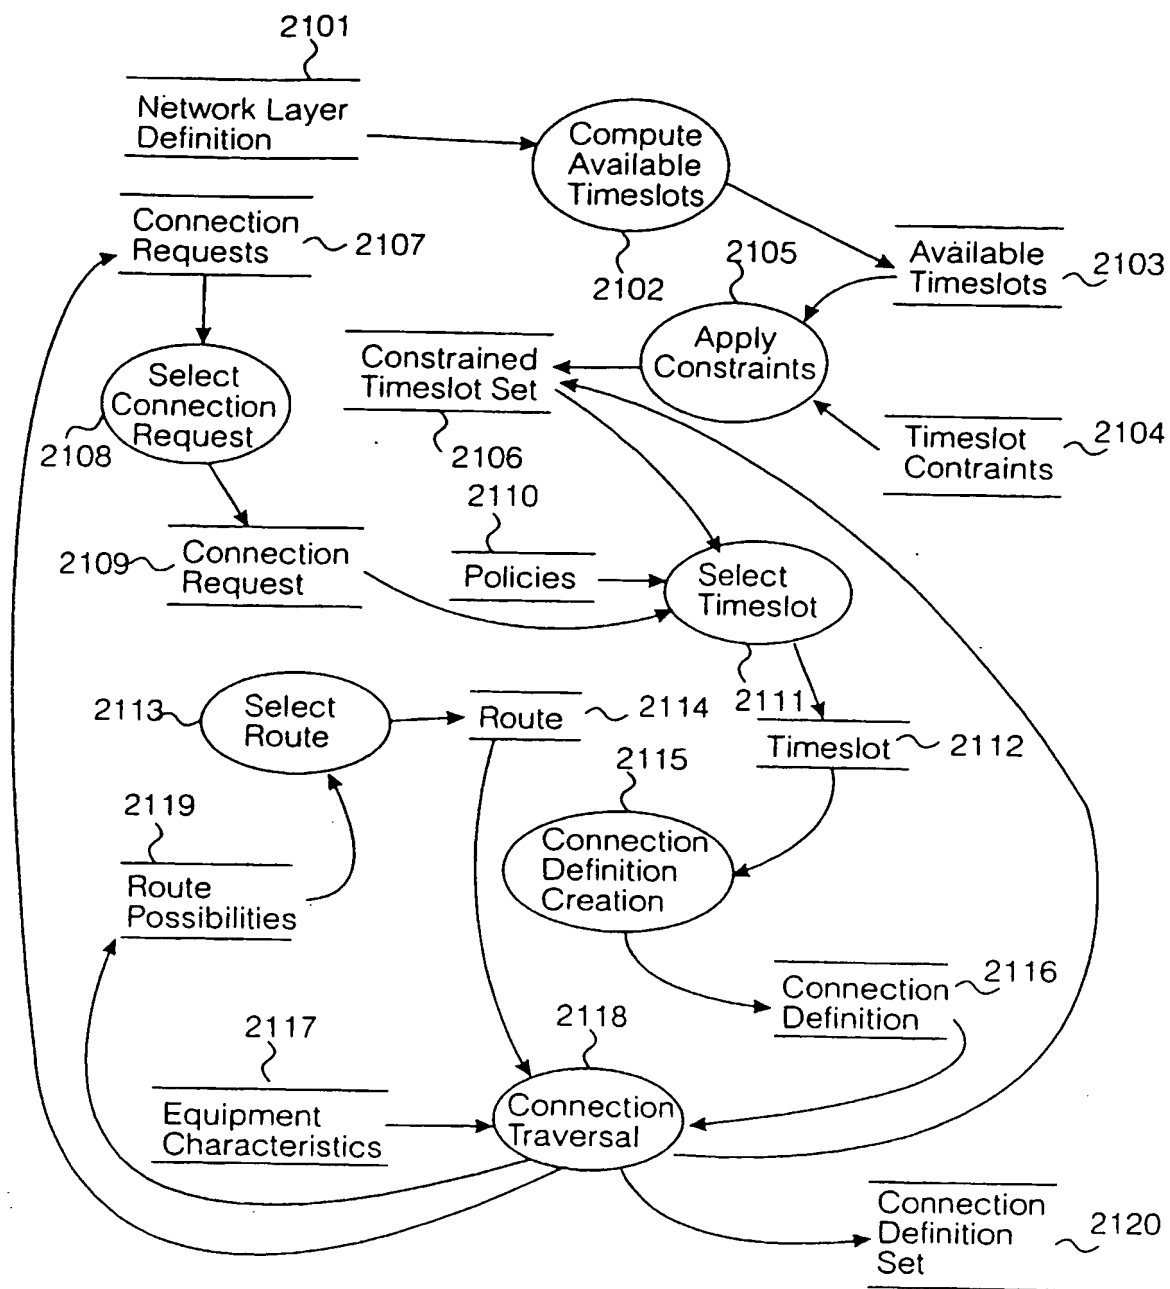 2101
Network Layer
Definition
Compute
Available
Timeslots
2102
Connection
Requests
2107
2105
Available
Timeslots
2103
Apply
Constraints
Select
Connection
Request
2108
Constrained
Timeslot Set
2106
Timeslot
Contraints
2104
2110
2109
Connection
Request
Policies
Select
Timeslot
2111
2113
Select
Route
Route
2114
Timeslot
2112
2115
2119
Connection
Definition
Creation
Route
Possibilities
Connection
Definition
2116
2117
2118
Equipment
Characteristics
Connection
Traversal
Connection
Definition
Set
2120